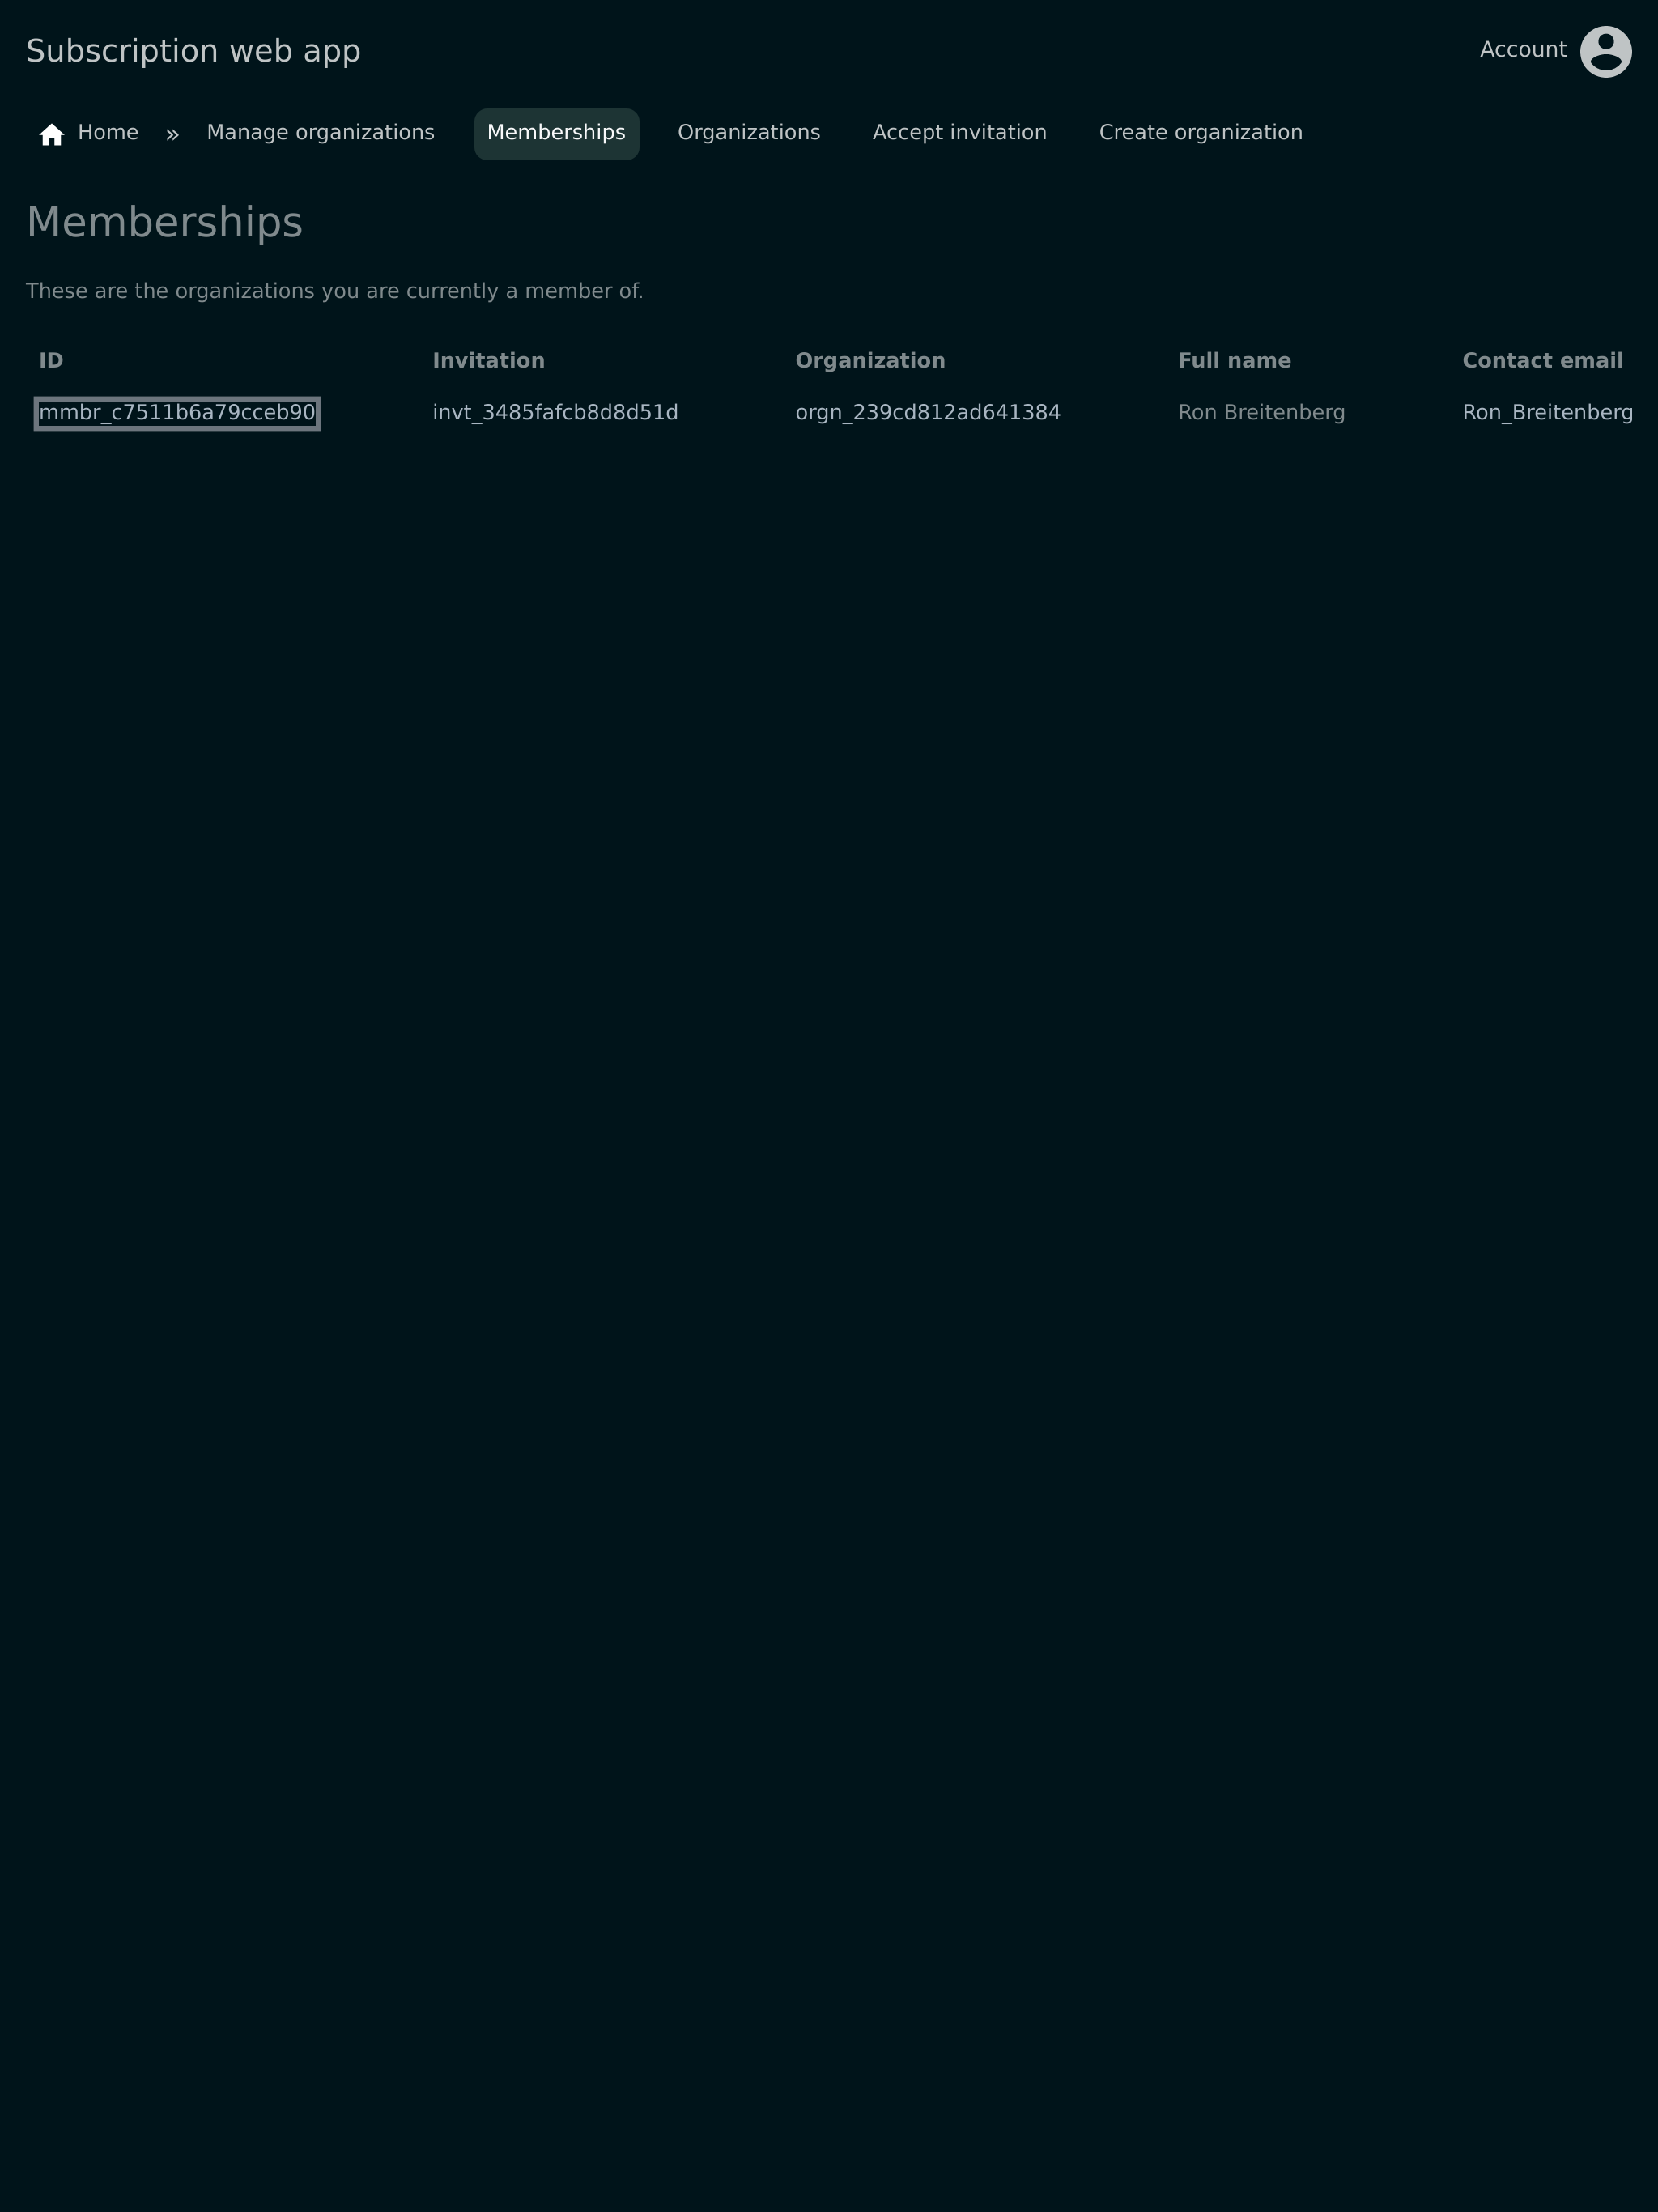 Subscription web app
Account
Home » Manage organizations Memberships Organizations Accept invitation Create organization
Memberships
These are the organizations you are currently a member of.
ID Invitation Organization Full name Contact email
mmbr_c7511b6a79cceb90 invt_3485fafcb8d8d51d orgn_239cd812ad641384 Ron Breitenberg Ron_Breitenberg